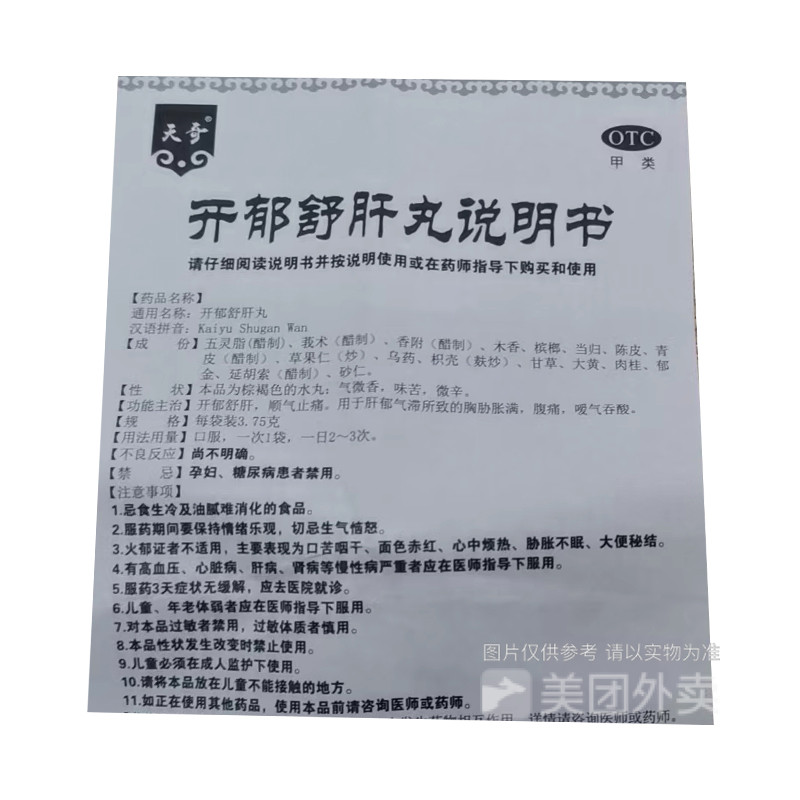 天奇®
OTC
甲类
开郁舒肝丸说明书
请仔细阅读说明书并按说明使用或在药师指导下购买和使用
【药品名称】
通用名称：开郁舒肝丸
汉语拼音：Kaiyu Shugan Wan
【成 份】五灵脂(醋制)、莪术（醋制）、香附（醋制）、木香、槟榔、当归、陈皮、青
皮（醋制）、草果仁（炒）、乌药、枳壳（麸炒）、甘草、大黄、肉桂、郁
金、延胡索（醋制）、砂仁。
【性 状】本品为棕褐色的水丸；气微香，味苦，微辛。
【功能主治】开郁舒肝，顺气止痛。用于肝郁气滞所致的胸胁胀满，腹痛，嗳气吞酸。
【规 格】每袋装3.75克
【用法用量】口服，一次1袋，一日2～3次。
【不良反应】尚不明确。
【禁 忌】孕妇、糖尿病患者禁用。
【注意事项】
1.忌食生冷及油腻难消化的食品。
2.服药期间要保持情绪乐观，切忌生气恼怒。
3.火郁证者不适用，主要表现为口苦咽干、面色赤红、心中烦热、胁胀不眠、大便秘结。
4.有高血压、心脏病、肝病、肾病等慢性病严重者应在医师指导下服用。
5.服药3天症状无缓解，应去医院就诊。
6.儿童、年老体弱者应在医师指导下服用。
7.对本品过敏者禁用，过敏体质者慎用。
8.本品性状发生改变时禁止使用。
9.儿童必须在成人监护下使用。
10.请将本品放在儿童不能接触的地方。
11.如正在使用其他药品，使用本品前请咨询医师或药师。
详情请咨询医师或药师。
图片仅供参考 请以实物为准
美团外卖